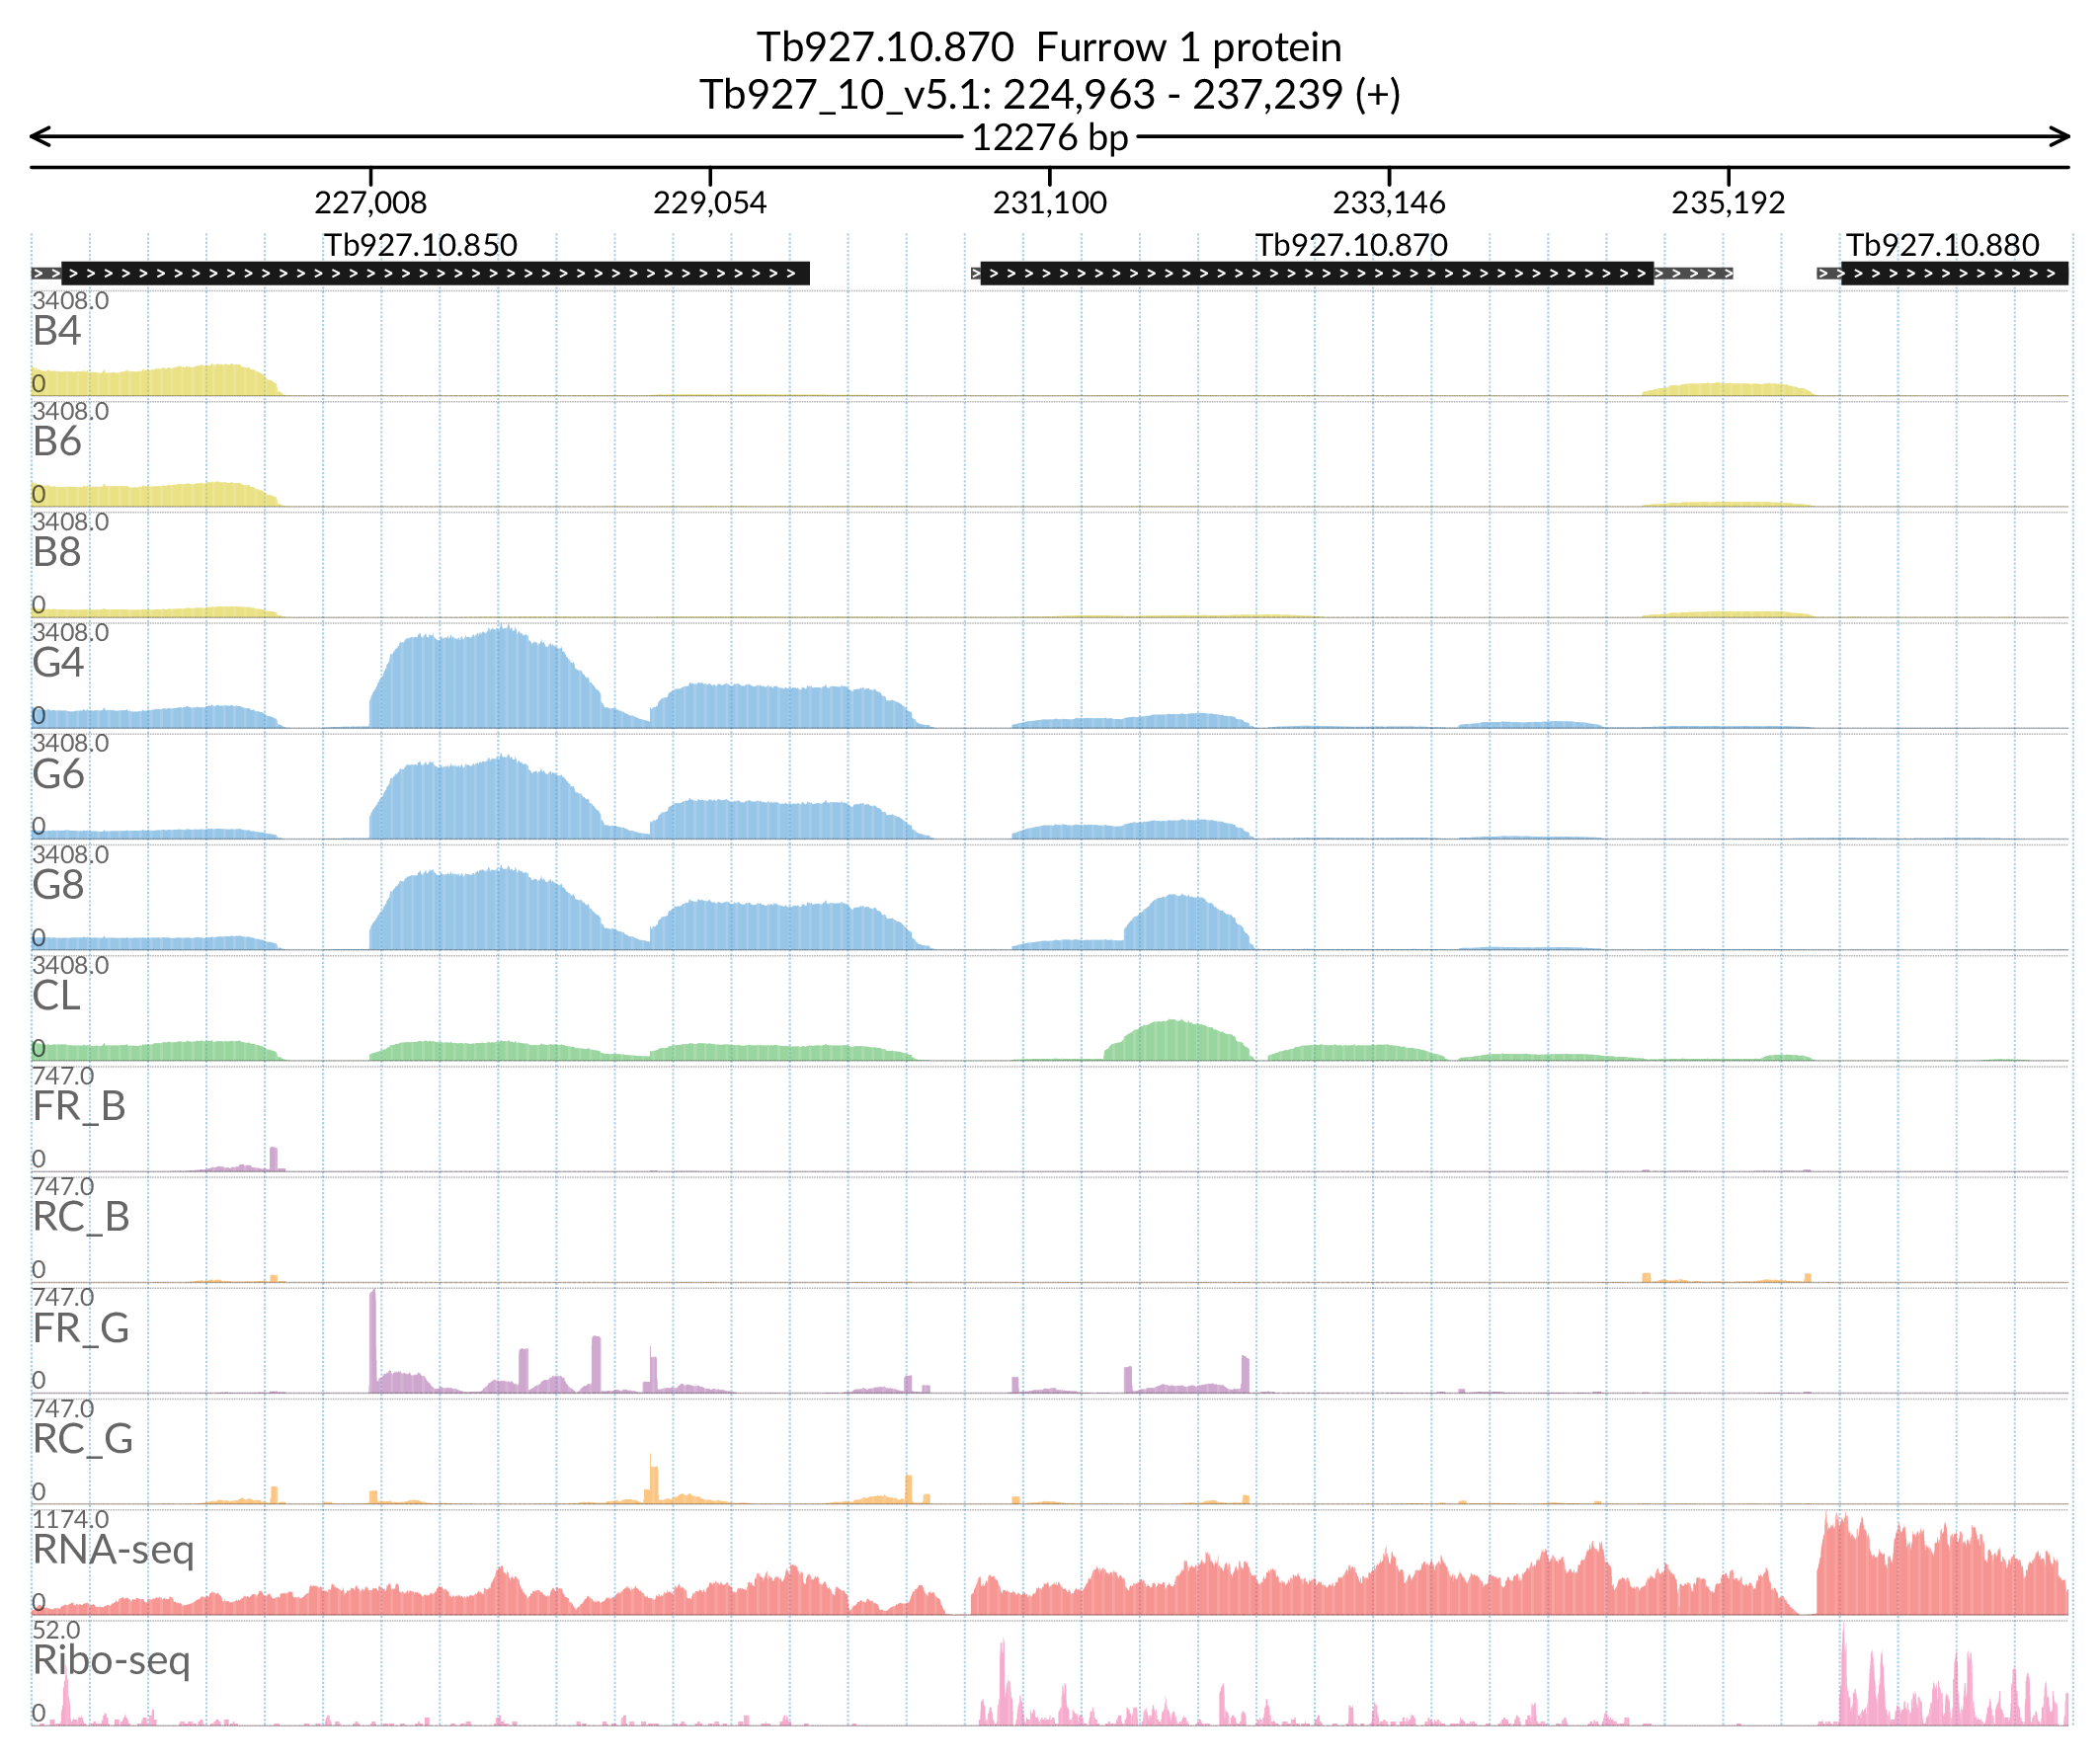 Tb927.10.870 Furrow 1 protein
Tb927_10_v5.1: 224,963 - 237,239 (+)
12276 bp
227,008 229,054 231,100 233,146 235,192
Tb927.10.850 Tb927.10.870 Tb927.10.880
3408.0
B4
0
3408.0
B6
0
3408.0
B8
0
3408.0
G4
0
3408.0
G6
0
3408.0
G8
0
3408.0
CL
0
747.0
FR_B
0
747.0
RC_B
0
747.0
FR_G
0
747.0
RC_G
0
1174.0
RNA-seq
0
52.0
Ribo-seq
0